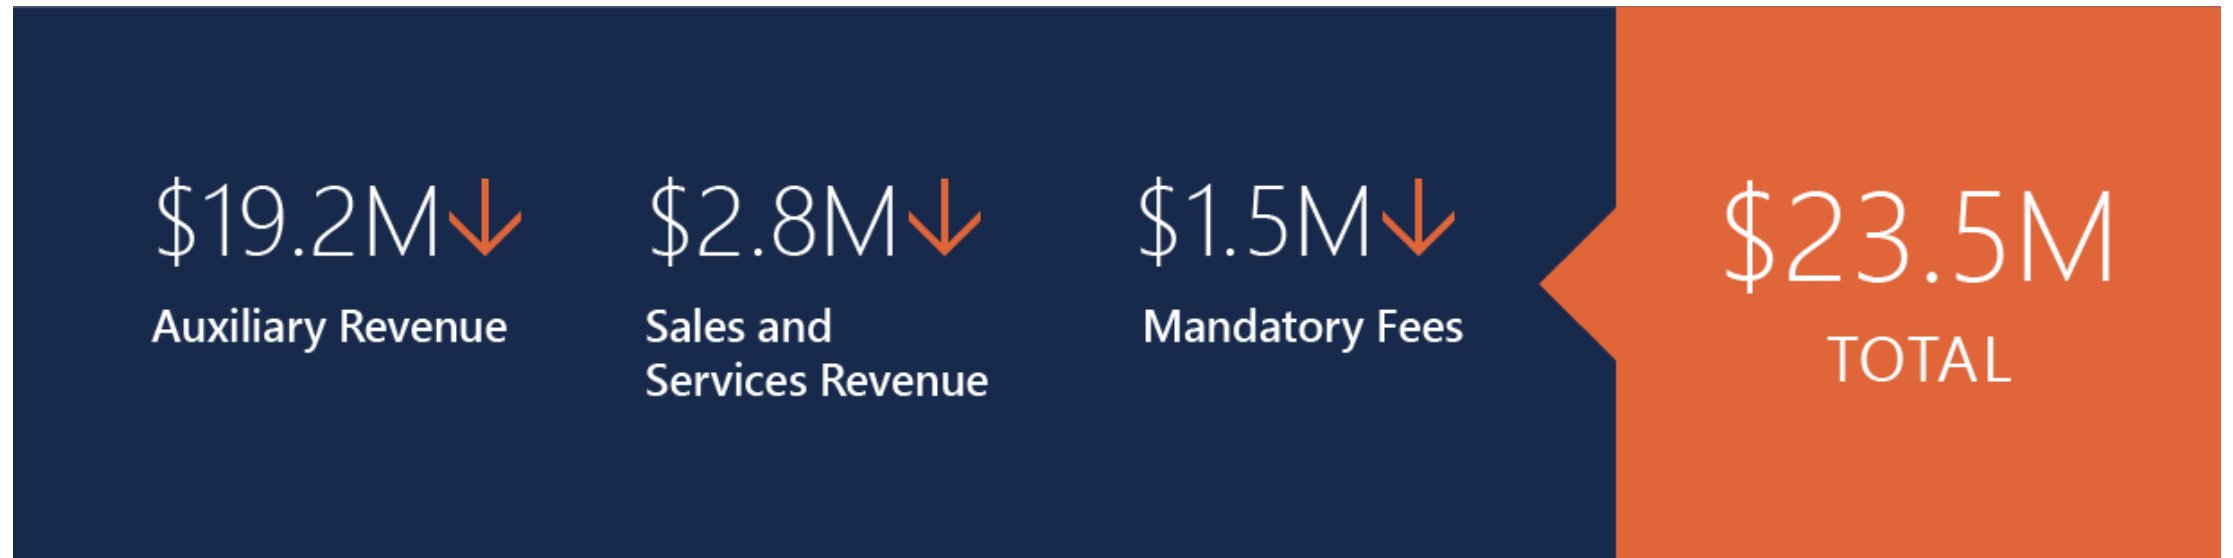 $19.2M↓
Auxiliary Revenue
$2.8M↓
Sales and
Services Revenue
$1.5M↓
Mandatory Fees
$23.5M
TOTAL